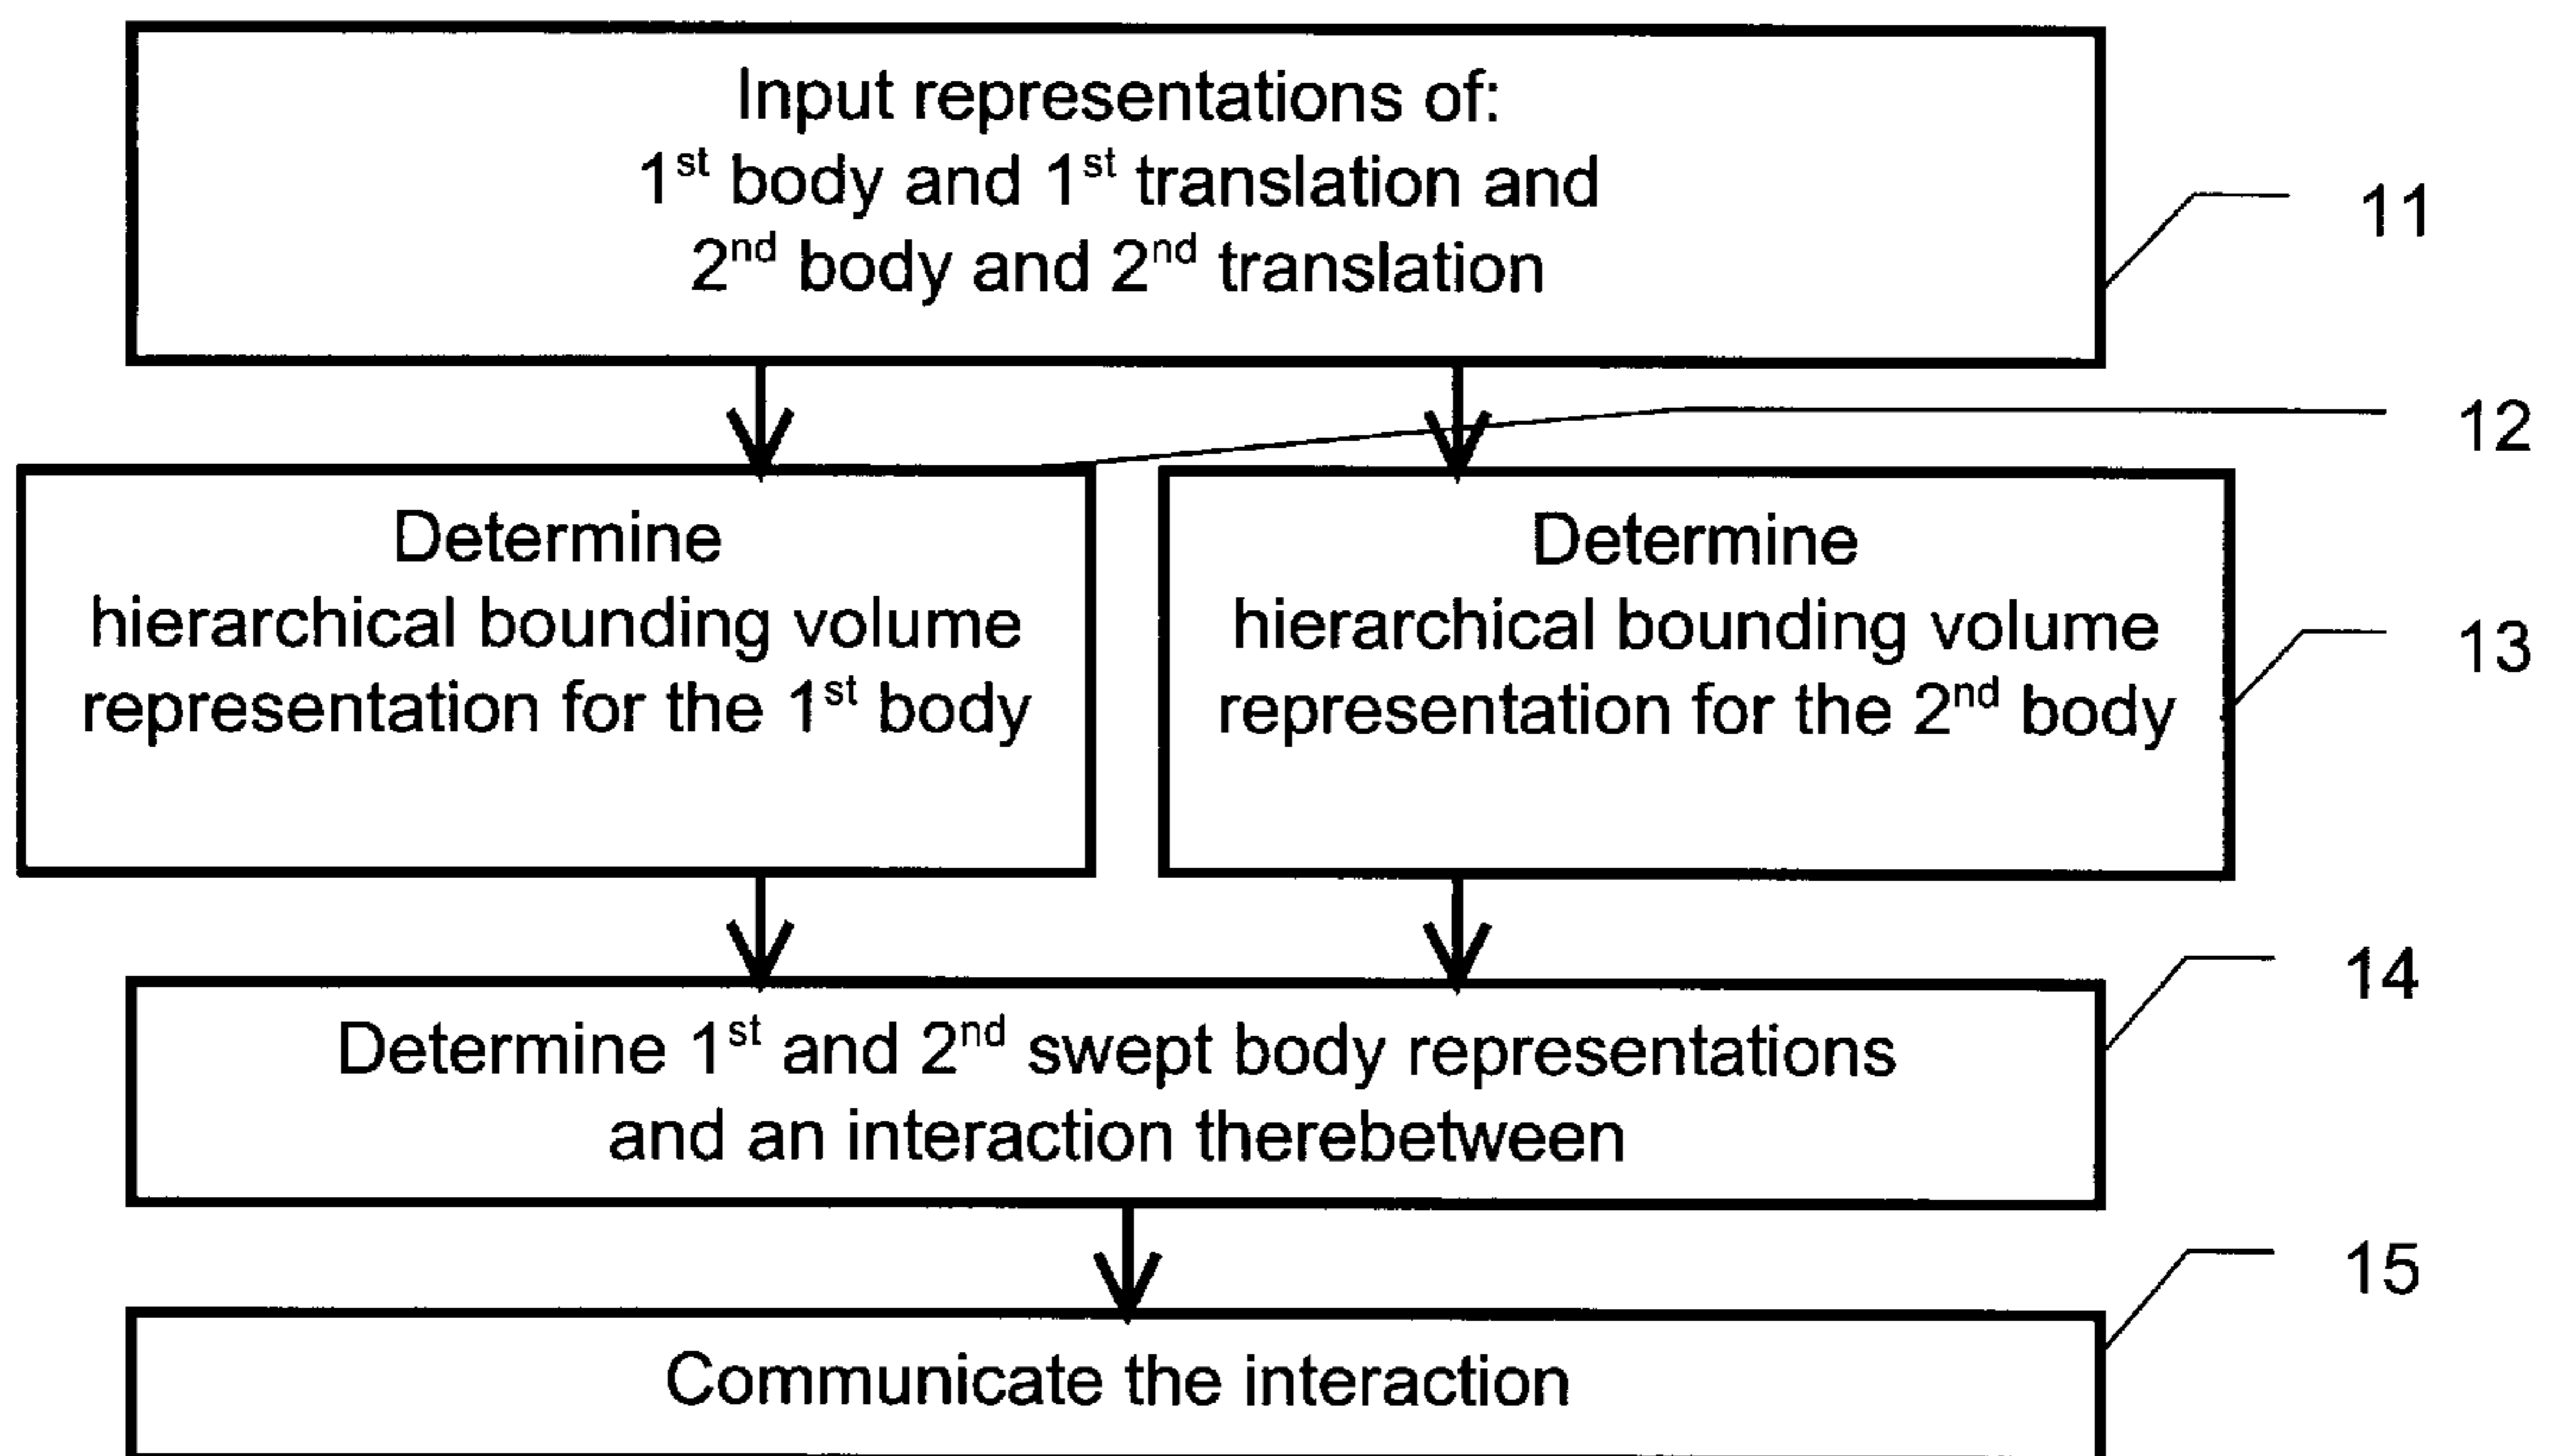 Input representations of:
1st body and 1st translation and
2nd body and 2nd translation
11
12
Determine
hierarchical bounding volume
representation for the 1st body
Determine
hierarchical bounding volume
representation for the 2nd body
13
14
Determine 1st and 2nd swept body representations
and an interaction therebetween
15
Communicate the interaction